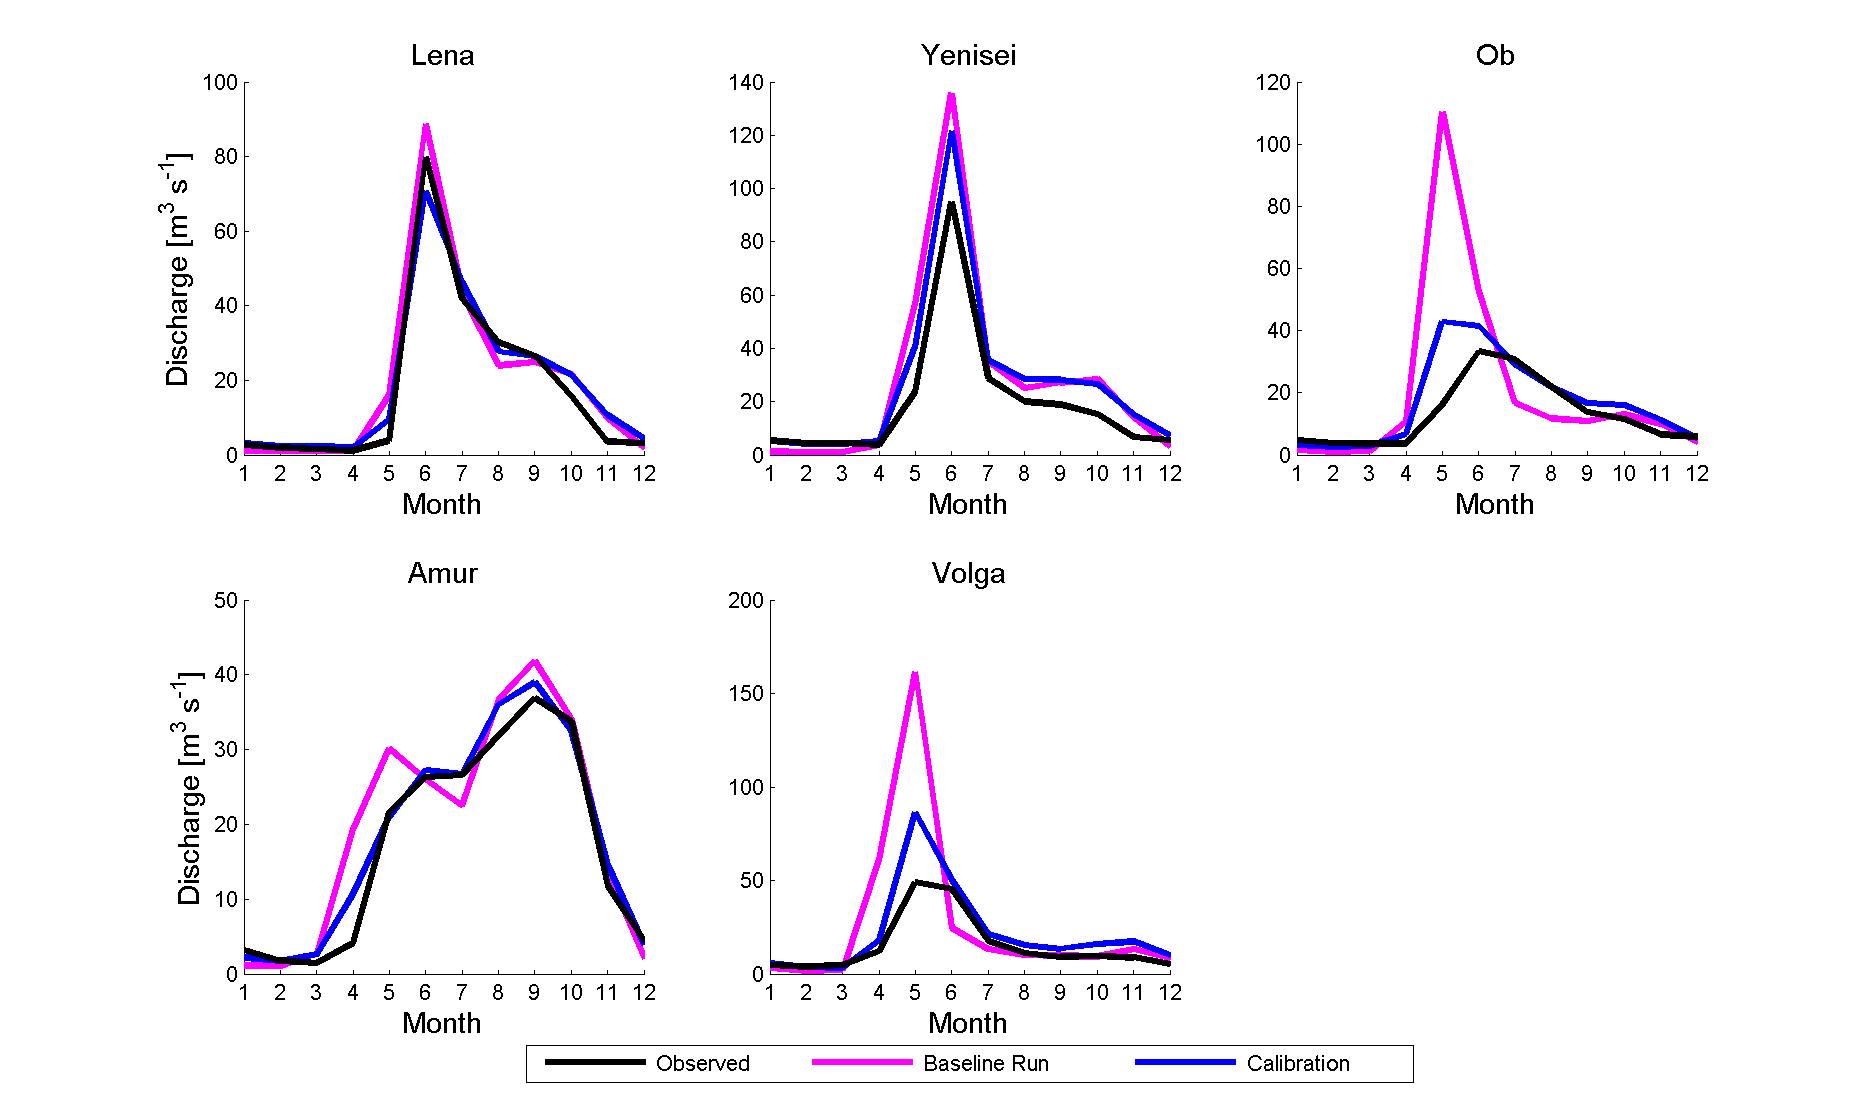 Lena
Yenisei
Ob
100
80
60
40
20
0
Discharge [m3 s-1]
1 2 3 4 5 6 7 8 9 10 11 12
Month
140
120
100
80
60
40
20
0
1 2 3 4 5 6 7 8 9 10 11 12
Month
120
100
80
60
40
20
0
1 2 3 4 5 6 7 8 9 10 11 12
Month
Amur
Volga
50
40
30
20
10
0
Discharge [m3 s-1]
1 2 3 4 5 6 7 8 9 10 11 12
Month
200
150
100
50
0
1 2 3 4 5 6 7 8 9 10 11 12
Month
Observed Baseline Run Calibration